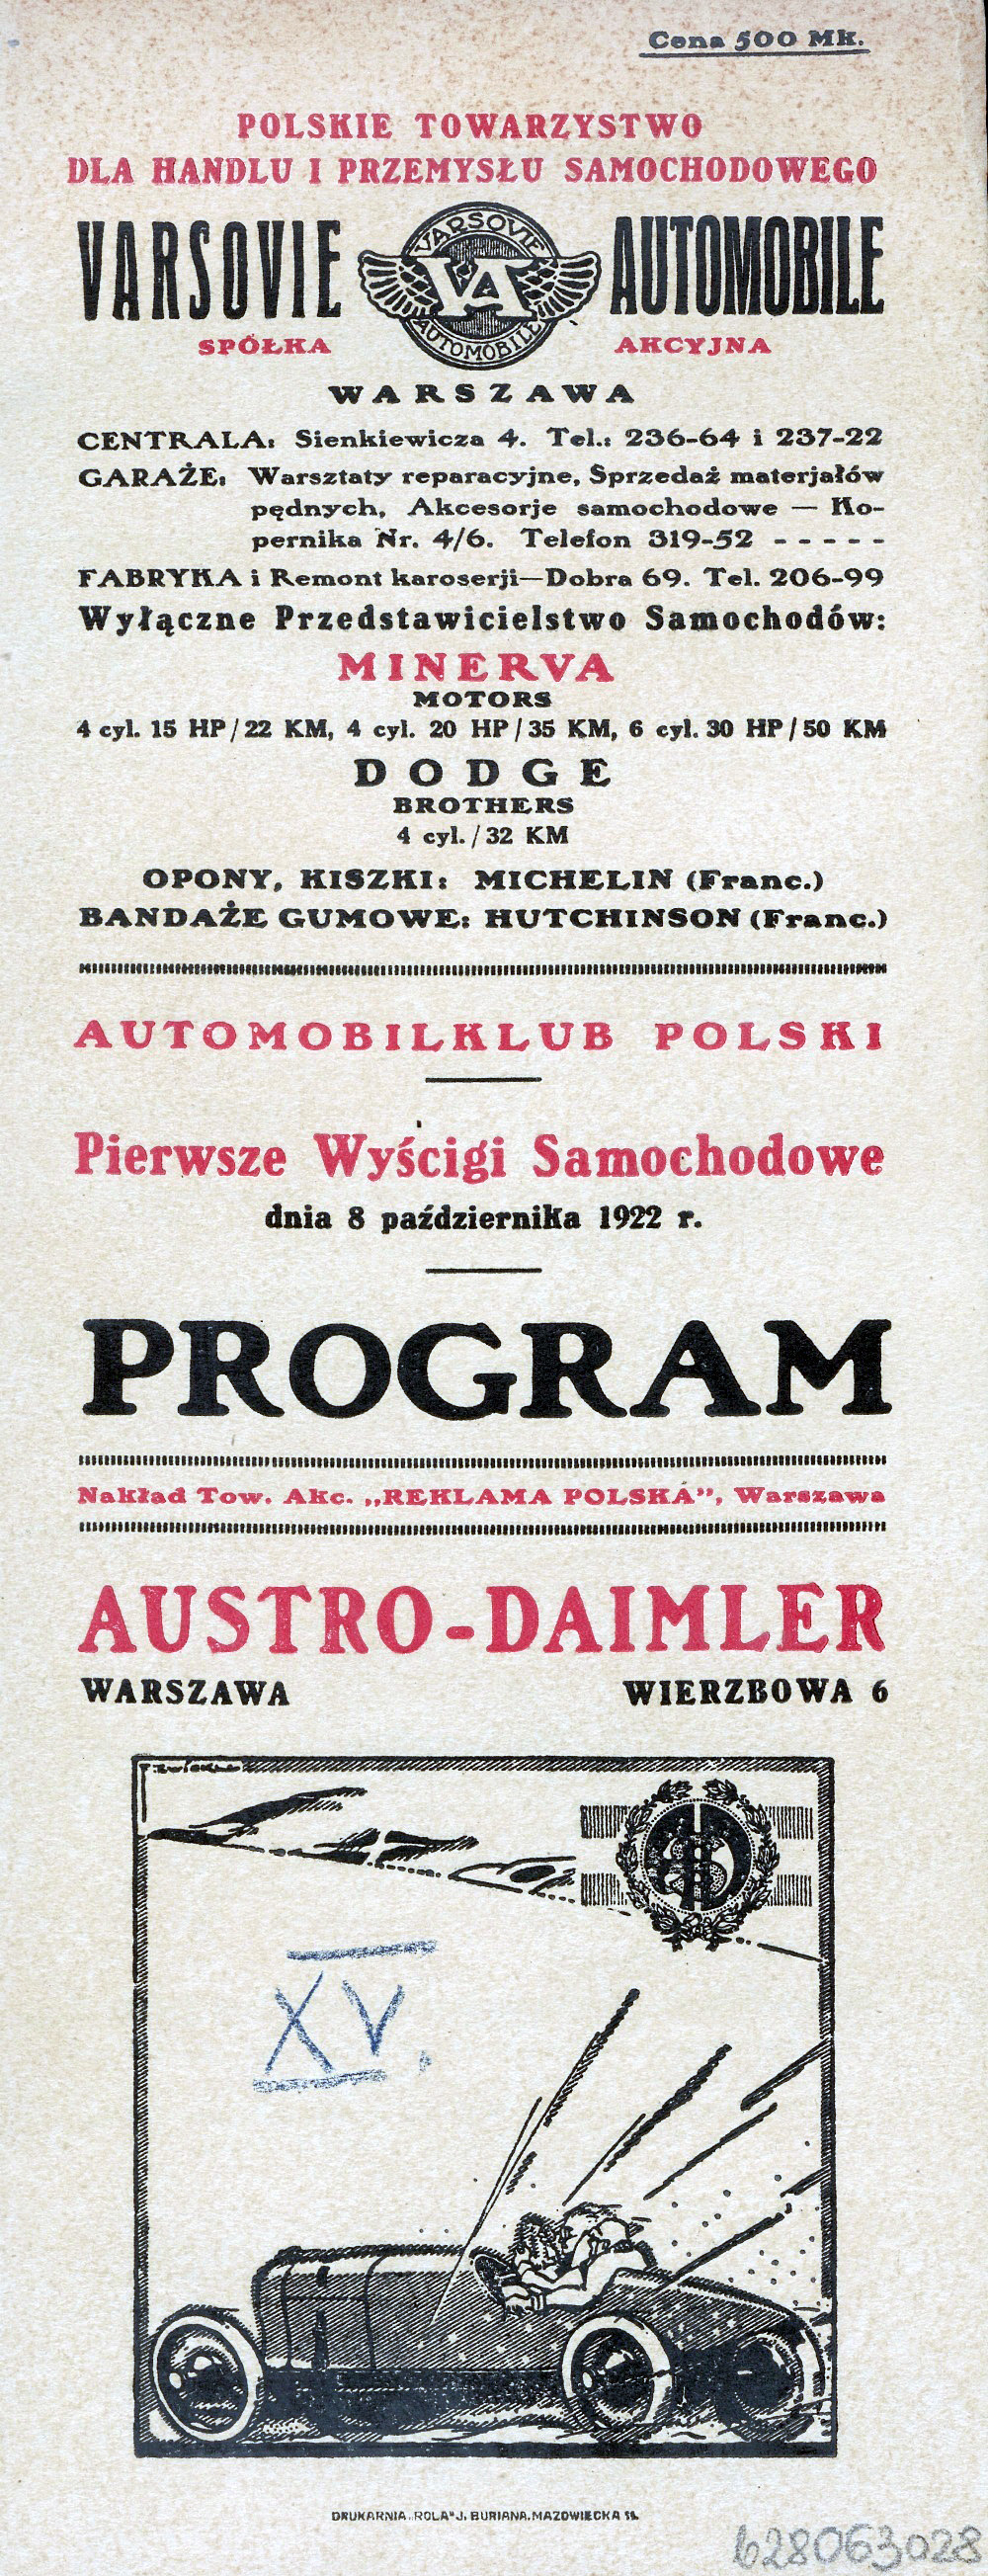 Cena 500 Mk.
POLSKIE TOWARZYSTWO
DLA HANDLU I PRZEMYSŁU SAMOCHODOWEGO
VARSOVIE VARSOVIE VA AUTOMOBILE AUTOMOBILE
SPÓŁKA AKCYJNA
WARSZAWA
CENTRALA: Sienkiewicza 4. Tel.: 236-64 i 237-22
GARAŻE: Warsztaty reparacyjne, Sprzedaż materjałów
pędnych, Akcesorje samochodowe — Ko-
pernika Nr. 4/6. Telefon 319-52 - - - - -
FABRYKA i Remont karoserji—Dobra 69. Tel. 206-99
Wyłączne Przedstawicielstwo Samochodów:
MINERVA
MOTORS
4 cyl. 15 HP/22 KM, 4 cyl. 20 HP/35 KM, 6 cyl. 30 HP/50 KM
DODGE
BROTHERS
4 cyl./32 KM
OPONY, KISZKI: MICHELIN (Franc.)
BANDAŻE GUMOWE: HUTCHINSON (Franc.)
AUTOMOBILKLUB POLSKI
Pierwsze Wyścigi Samochodowe
dnia 8 października 1922 r.
PROGRAM
Nakład Tow. Akc. „REKLAMA POLSKA”, Warszawa
AUSTRO-DAIMLER
WARSZAWA WIERZBOWA 6
XV.
DRUKARNIA „ROLA” J. BURIANA, MAZOWIECKA 11.
628063028